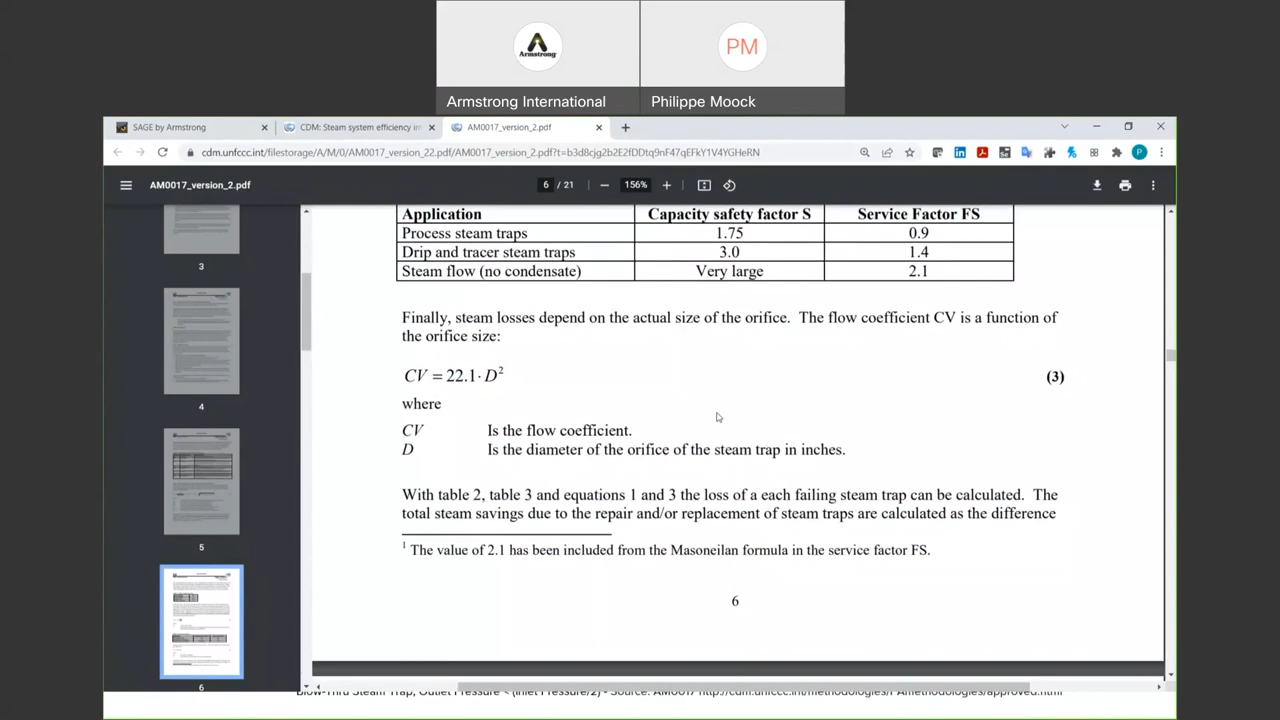 Armstrong
PM
Armstrong International
Philippe Moock
SAGE by Armstrong
CDM: Steam system efficiency in
AM0017_version_2.pdf
cdm.unfccc.int/filestorage/A/M/0/AM0017_version_22.pdf/AM0017_version_2.pdf?t=b3d8cjg2b2E2fDDtq9nF47qEFkY1V4YGHeRN
P
AM0017_version_2.pdf
6 / 21
156%
3
4
5
6
Application Capacity safety factor S Service Factor FS
Process steam traps 1.75 0.9
Drip and tracer steam traps 3.0 1.4
Steam flow (no condensate) Very large 2.1
Finally, steam losses depend on the actual size of the orifice. The flow coefficient CV is a function of
the orifice size:
CV = 22.1 · D² (3)
where
CV Is the flow coefficient.
D Is the diameter of the orifice of the steam trap in inches.
With table 2, table 3 and equations 1 and 3 the loss of a each failing steam trap can be calculated. The
total steam savings due to the repair and/or replacement of steam traps are calculated as the difference
1 The value of 2.1 has been included from the Masoneilan formula in the service factor FS.
6
Blow-Thru Steam Trap, Outlet Pressure < (Inlet Pressure/2) - Source: AM0017 http://cdm.unfccc.int/methodologies/PAmethodologies/approved.html